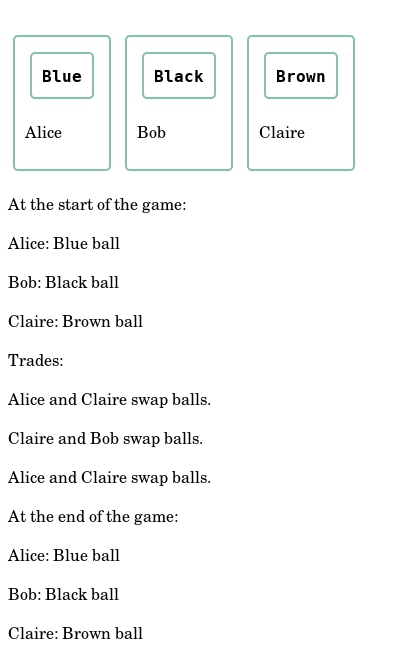 Blue Black Brown
Alice Bob Claire
At the start of the game:
Alice: Blue ball
Bob: Black ball
Claire: Brown ball
Trades:
Alice and Claire swap balls.
Claire and Bob swap balls.
Alice and Claire swap balls.
At the end of the game:
Alice: Blue ball
Bob: Black ball
Claire: Brown ball